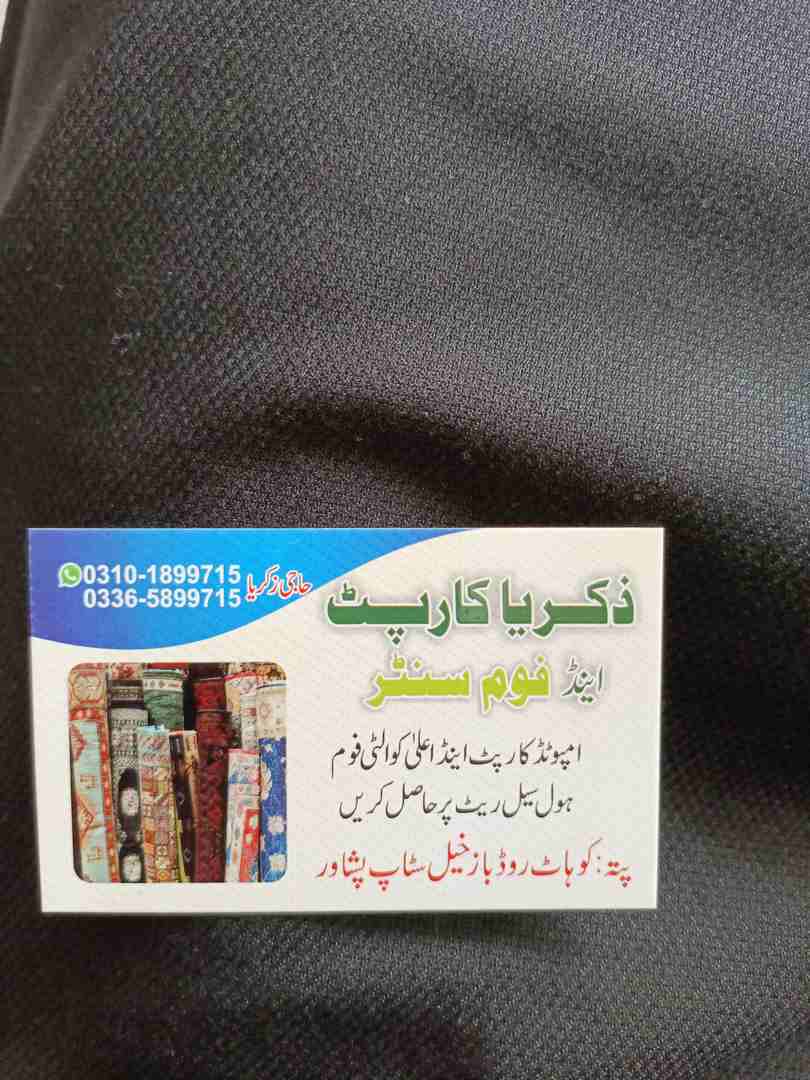 0310-1899715
0336-5899715
حاجی زکریا
ذکریا کارپٹ
اینڈ فوم سنٹر
امپوٹڈ کارپٹ اینڈ اعلیٰ کوالٹی فوم
ہول سیل ریٹ پر حاصل کریں
پتہ: کوہاٹ روڈ بازخیل سٹاپ پشاور